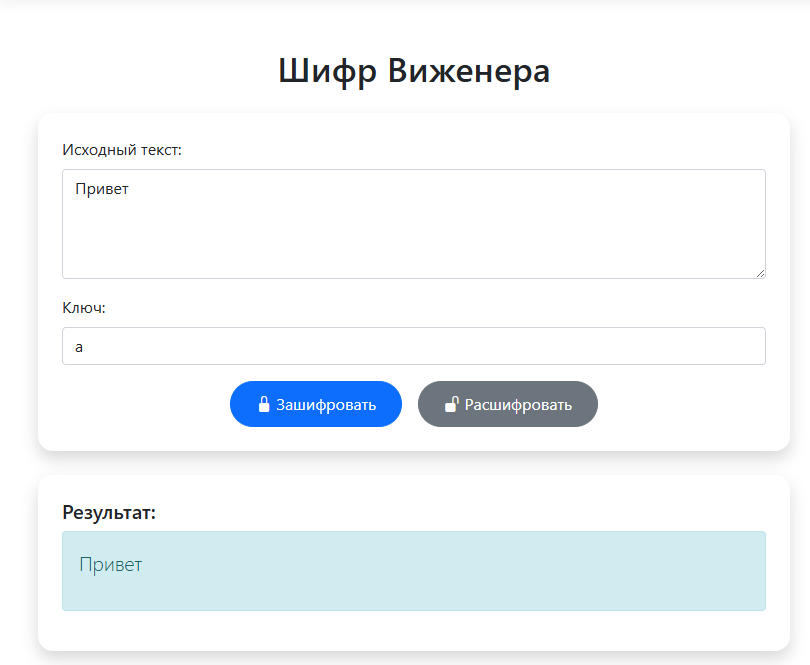 Шифр Виженера
Исходный текст:
Привет
Ключ:
а
Зашифровать
Расшифровать
Результат:
Привет